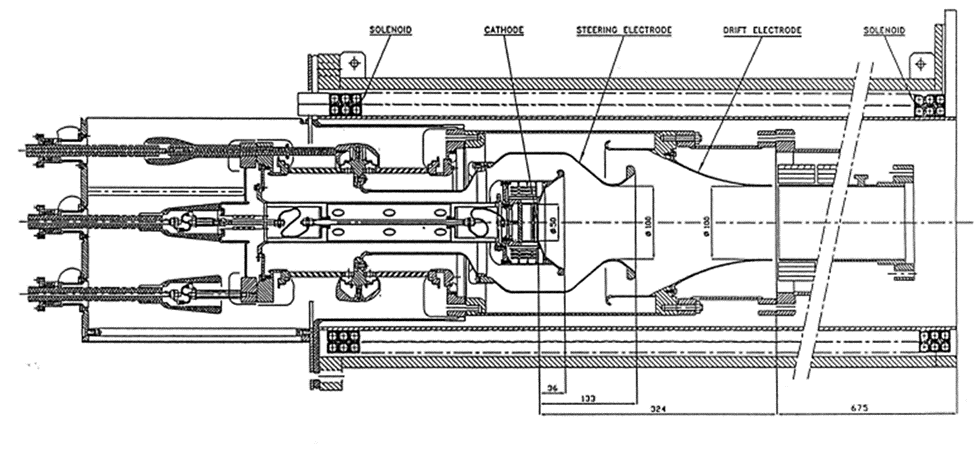 SOLENOID
CATHODE
STEERING ELECTRODE
DRIFT ELECTRODE
SOLENOID
Ø50
Ø100
Ø100
36
133
324
675